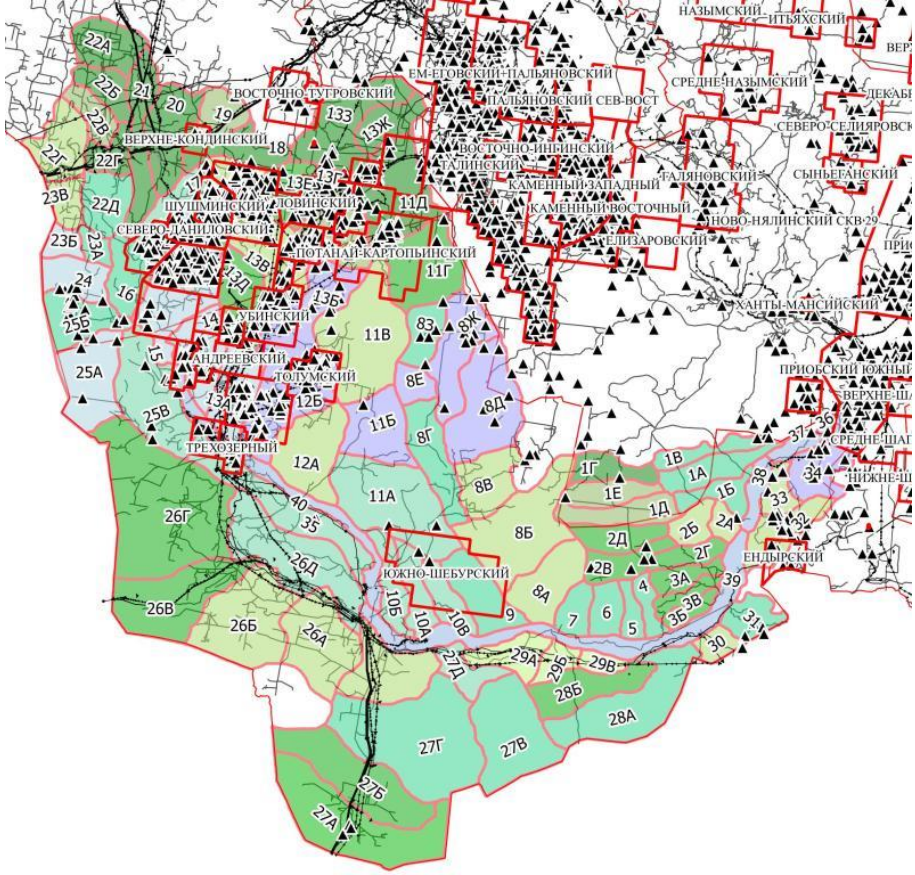 НАЗЫМСКИЙ
ИТЬЯХСКИЙ
22А
ЕМ-ЕГОВСКИЙ+ПАЛЬЯНОВСКИЙ
СРЕДНЕ-НАЗЫМСКИЙ
22Б
21
20
19
ВОСТОЧНО-ТУГРОВСКИЙ
13З
13Ж
ПАЛЬЯНОВСКИЙ СЕВ-ВОСТ
22В
ВЕРХНЕ-КОНДИНСКИЙ
18
ВОСТОЧНО-ИНГИНСКИЙ
СЕВЕРО-СЕЛИЯРОВСК
22Г
22Г
ТАЛИНСКИЙ
СЫНЬЕГАНСКИЙ
23В
17
13Е
13Г
КАМЕННЫЙ ЗАПАДНЫЙ
ГАЛЯНОВСКИЙ
22Д
ШУШМИНСКИЙ
ЛОВИНСКИЙ
11Д
КАМЕННЫЙ ВОСТОЧНЫЙ
НОВО-НЯЛИНСКИЙ СКВ 29
СЕВЕРО-ДАНИЛОВСКИЙ
23Б
23А
13В
ПОТАНАЙ-КАРТОПЬИНСКИЙ
ЕЛИЗАРОВСКИЙ
24
16
13Д
13Б
11Г
ХАНТЫ-МАНСИЙСКИЙ
25Б
14
УБИНСКИЙ
11В
8З
8Ж
15
АНДРЕЕВСКИЙ
25А
ТОЛУМСКИЙ
8Е
ПРИОБСКИЙ ЮЖНЫЙ
13А
12Б
8Д
25В
11Б
8Г
ТРЕХОЗЕРНЫЙ
37
36
12А
1Г
1В
38
8В
1А
34
11А
1Е
1Б
33
26Г
40
35
1Д
2А
32
8Б
2Д
2Б
26Д
2Г
ЕНДЫРСКИЙ
ЮЖНО-ШЕБУРСКИЙ
2В
3А
39
26В
10Б
8А
4
3В
26Б
26А
10А
10В
9
7
6
5
3Б
31
30
27Д
29А
29Б
29В
28Б
28А
27Г
27В
27Б
27А